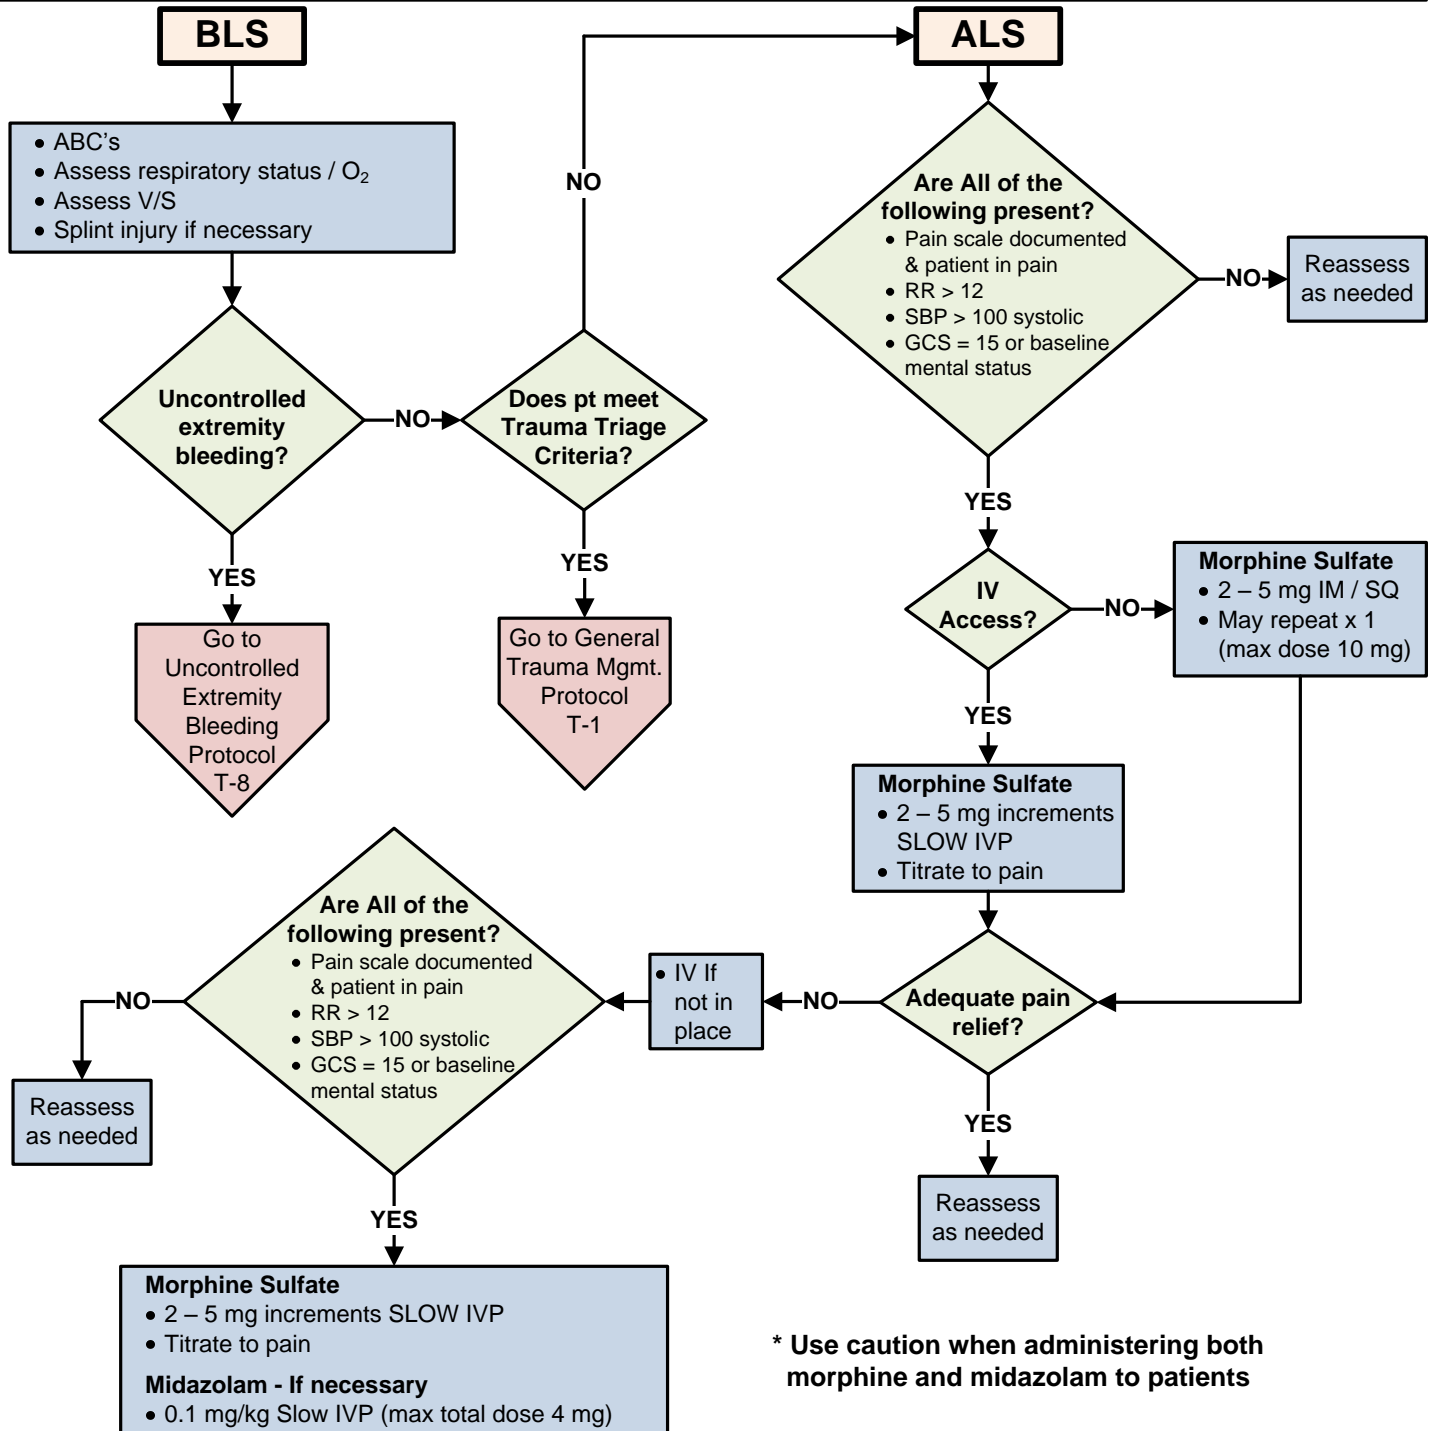 BLS
• ABC's
• Assess respiratory status / O₂
• Assess V/S
• Splint injury if necessary
Uncontrolled
extremity
bleeding?
YES
Go to
Uncontrolled
Extremity
Bleeding
Protocol
T-8
NO
Does pt meet
Trauma Triage
Criteria?
YES
Go to General
Trauma Mgmt.
Protocol
T-1
NO
ALS
Are All of the
following present?
• Pain scale documented
& patient in pain
• RR > 12
• SBP > 100 systolic
• GCS = 15 or baseline
mental status
NO
Reassess
as needed
YES
IV
Access?
NO
Morphine Sulfate
• 2 – 5 mg IM / SQ
• May repeat x 1
(max dose 10 mg)
YES
Morphine Sulfate
• 2 – 5 mg increments
SLOW IVP
• Titrate to pain
Adequate pain
relief?
YES
Reassess
as needed
NO
• IV If
not in
place
Are All of the
following present?
• Pain scale documented
& patient in pain
• RR > 12
• SBP > 100 systolic
• GCS = 15 or baseline
mental status
NO
Reassess
as needed
YES
Morphine Sulfate
• 2 – 5 mg increments SLOW IVP
• Titrate to pain
Midazolam - If necessary
• 0.1 mg/kg Slow IVP (max total dose 4 mg)
* Use caution when administering both
morphine and midazolam to patients